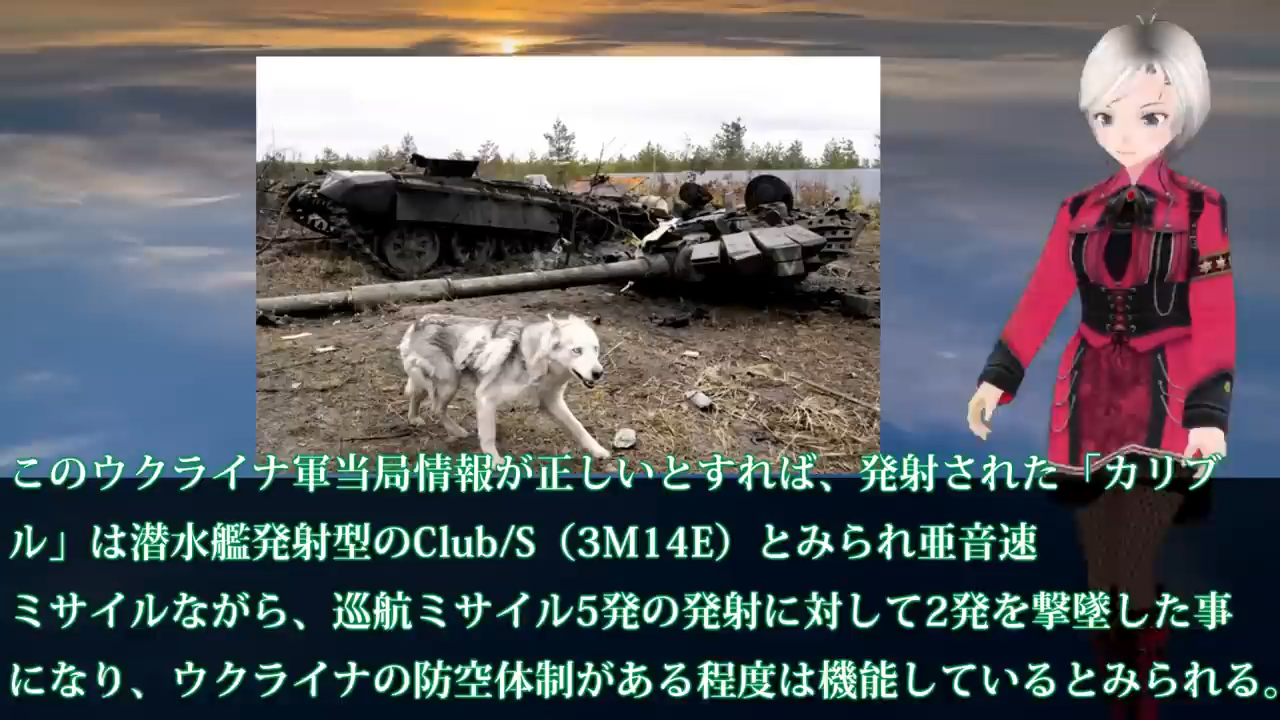 このウクライナ軍当局情報が正しいとすれば、発射された「カリブ
ル」は潜水艦発射型のClub/S（3M14E）とみられ亜音速
ミサイルながら、巡航ミサイル5発の発射に対して2発を撃墜した事
になり、ウクライナの防空体制がある程度は機能しているとみられる。